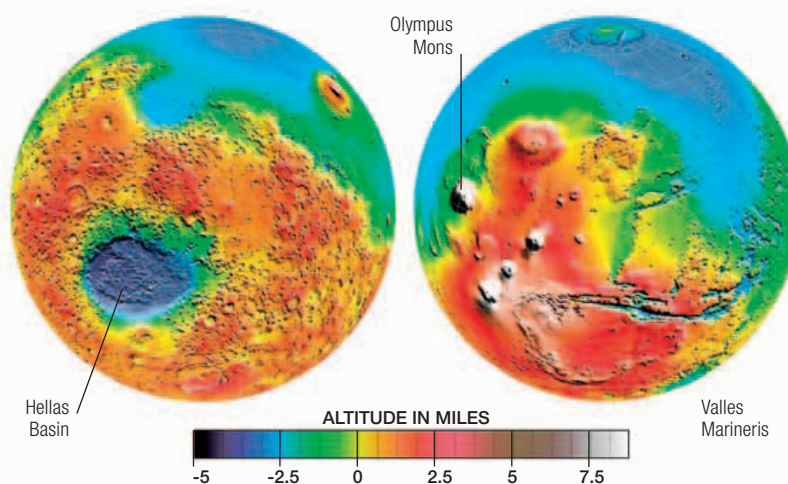 Olympus
Mons
Hellas
Basin
Valles
Marineris
ALTITUDE IN MILES
-5 -2.5 0 2.5 5 7.5